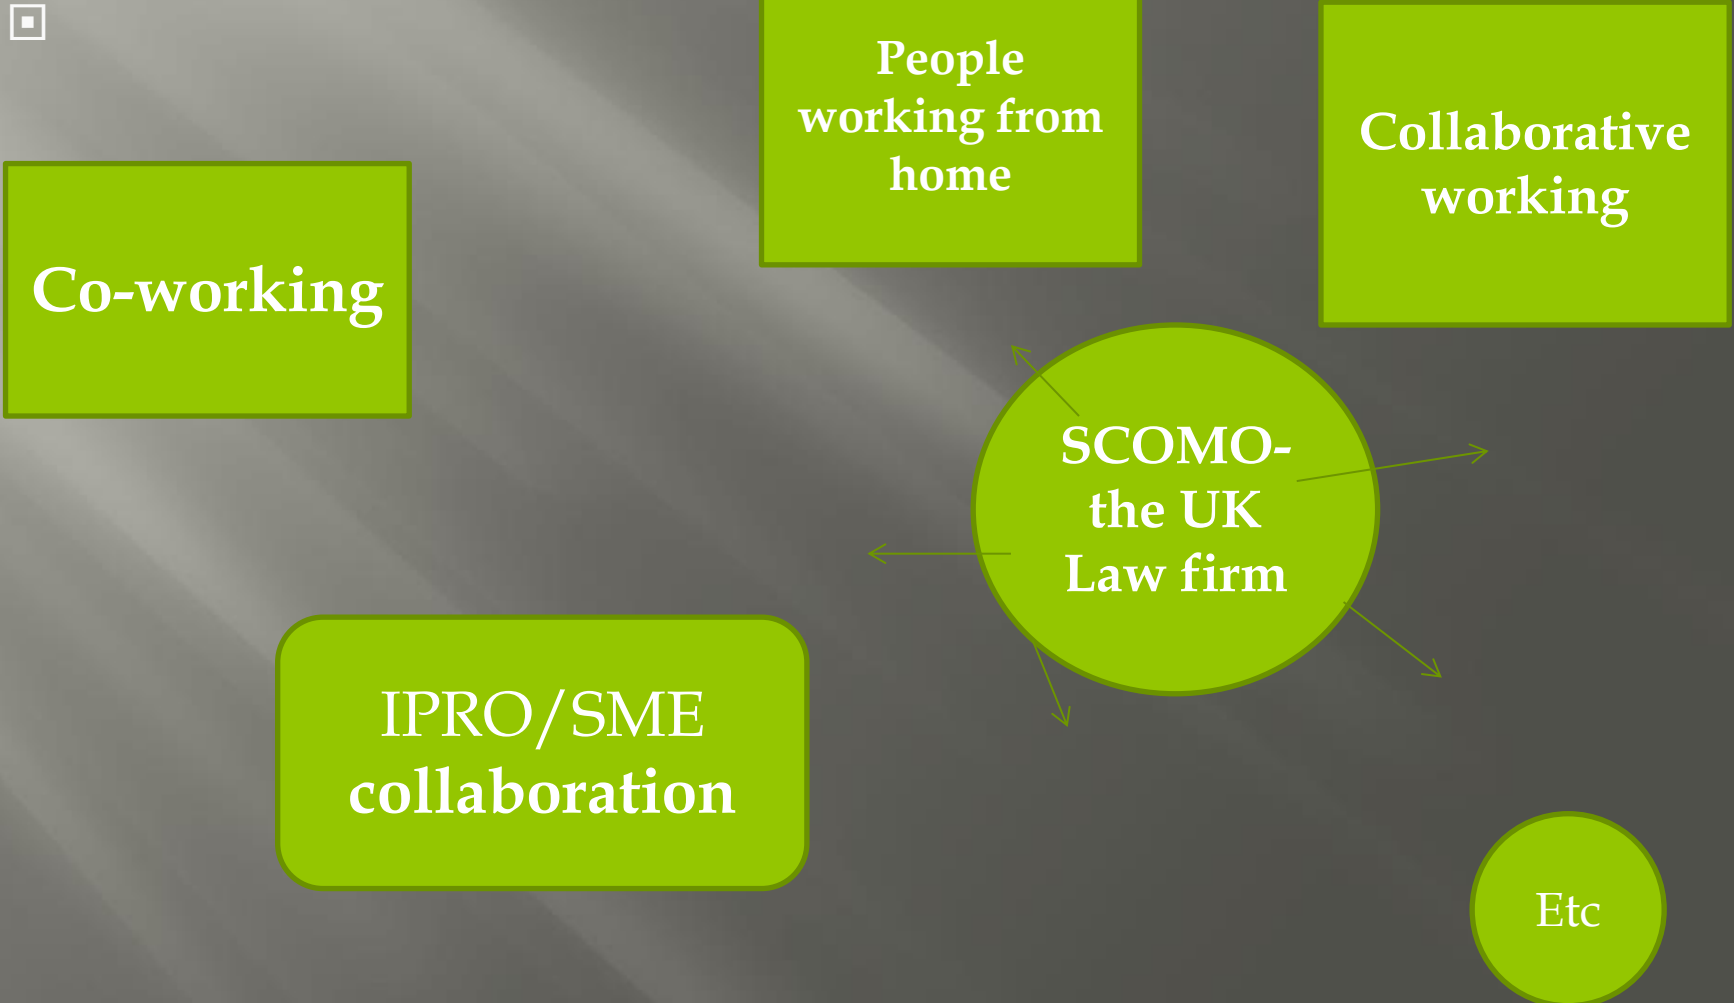 People
working from
home
Collaborative
working
Co-working
SCOMO-
the UK
Law firm
IPRO/SME
collaboration
Etc